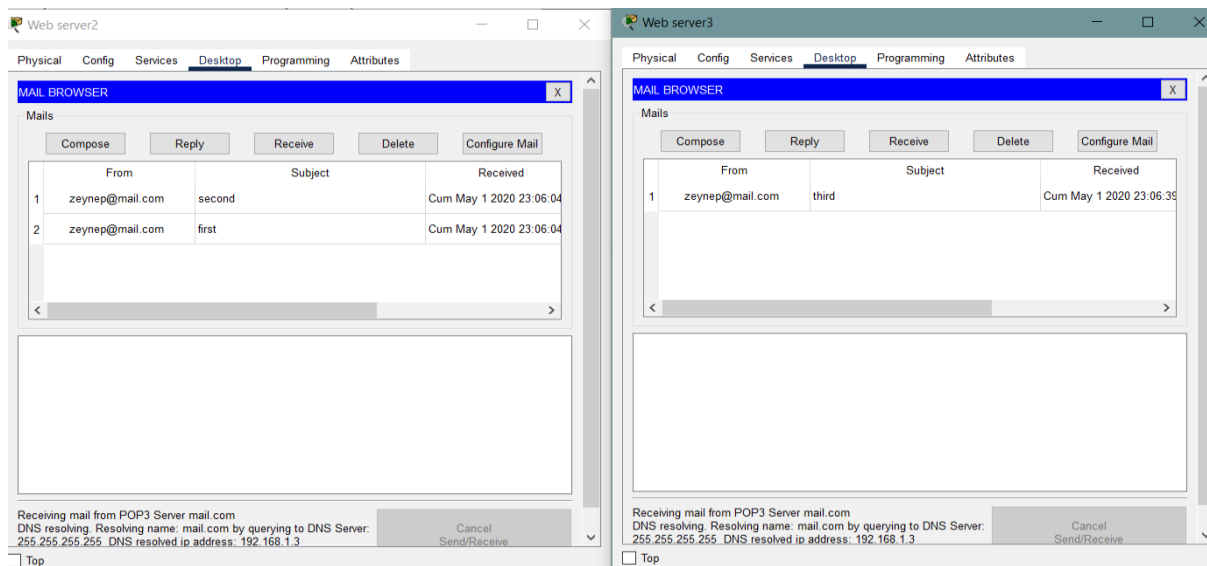 Web server2
Physical Config Services Desktop Programming Attributes
MAIL BROWSER X
Mails
Compose Reply Receive Delete Configure Mail
From Subject Received
1 zeynep@mail.com second Cum May 1 2020 23:06:04
2 zeynep@mail.com first Cum May 1 2020 23:06:04
Receiving mail from POP3 Server mail.com
DNS resolving. Resolving name: mail.com by querying to DNS Server:
255.255.255.255 DNS resolved ip address: 192.168.1.3
Cancel
Send/Receive
Top
Web server3
Physical Config Services Desktop Programming Attributes
MAIL BROWSER X
Mails
Compose Reply Receive Delete Configure Mail
From Subject Received
1 zeynep@mail.com third Cum May 1 2020 23:06:39
Receiving mail from POP3 Server mail.com
DNS resolving. Resolving name: mail.com by querying to DNS Server:
255.255.255.255 DNS resolved ip address: 192.168.1.3
Cancel
Send/Receive
Top